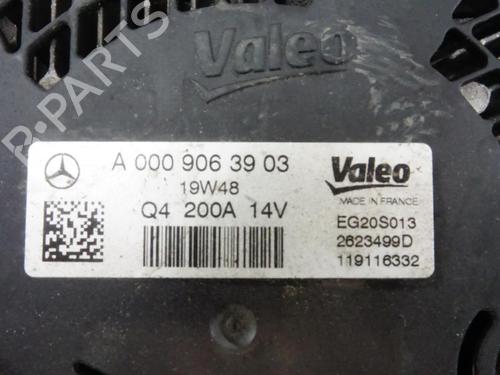 Valeo
B-PARTS
A 000 906 39 03
19W48
Q4 200A 14V
Valeo
MADE IN FRANCE
EG20S013
2623499D
119116332